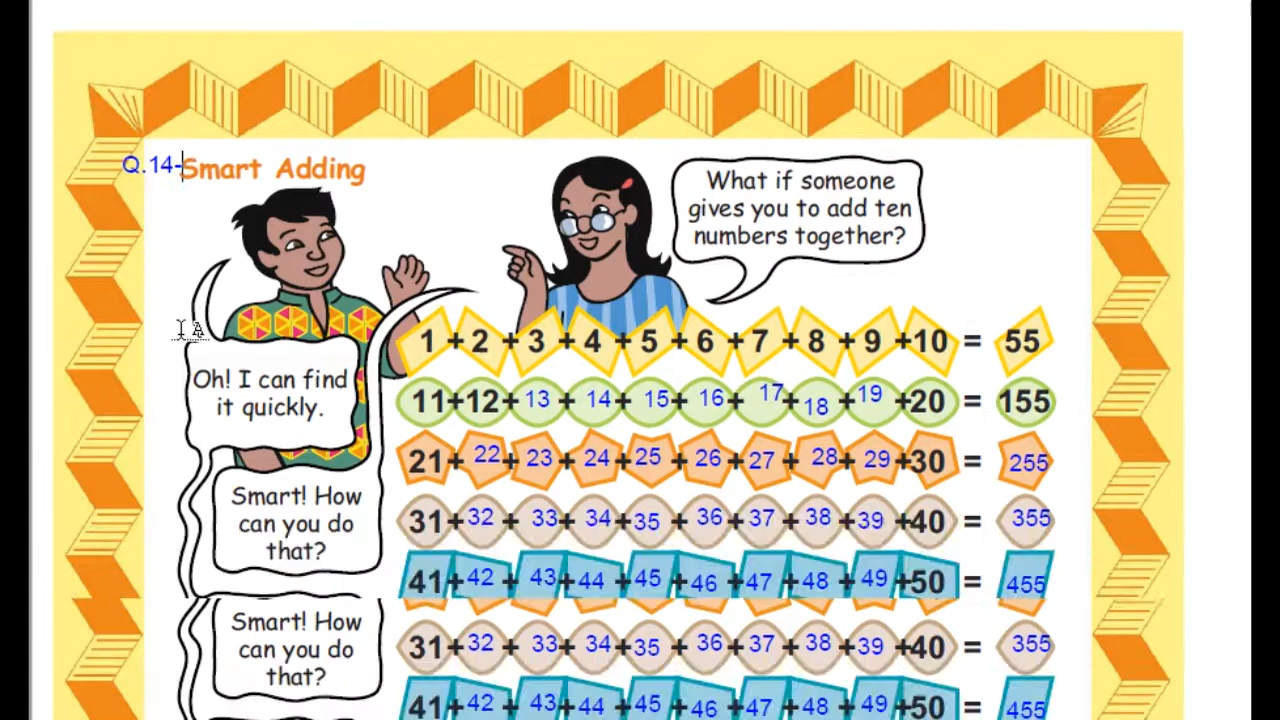 Q.14-Smart Adding
What if someone
gives you to add ten
numbers together?
1 + 2 + 3 + 4 + 5 + 6 + 7 + 8 + 9 +10 = 55
Oh! I can find
it quickly.
11+12+ 13 + 14 + 15 + 16 + 17 + 18 + 19 +20 = 155
21 + 22 + 23 + 24 + 25 + 26 + 27 + 28 + 29 +30 = 255
Smart! How
can you do
that?
31+ 32 + 33 + 34 + 35 + 36 + 37 + 38 + 39 +40 = 355
41+ 42 + 43 + 44 + 45 + 46 + 47 + 48 + 49 +50 = 455
Smart! How
can you do
that?
31+ 32 + 33 + 34 + 35 + 36 + 37 + 38 + 39 +40 = 355
41+ 42 + 43 + 44 + 45 + 46 + 47 + 48 + 49 +50 = 455